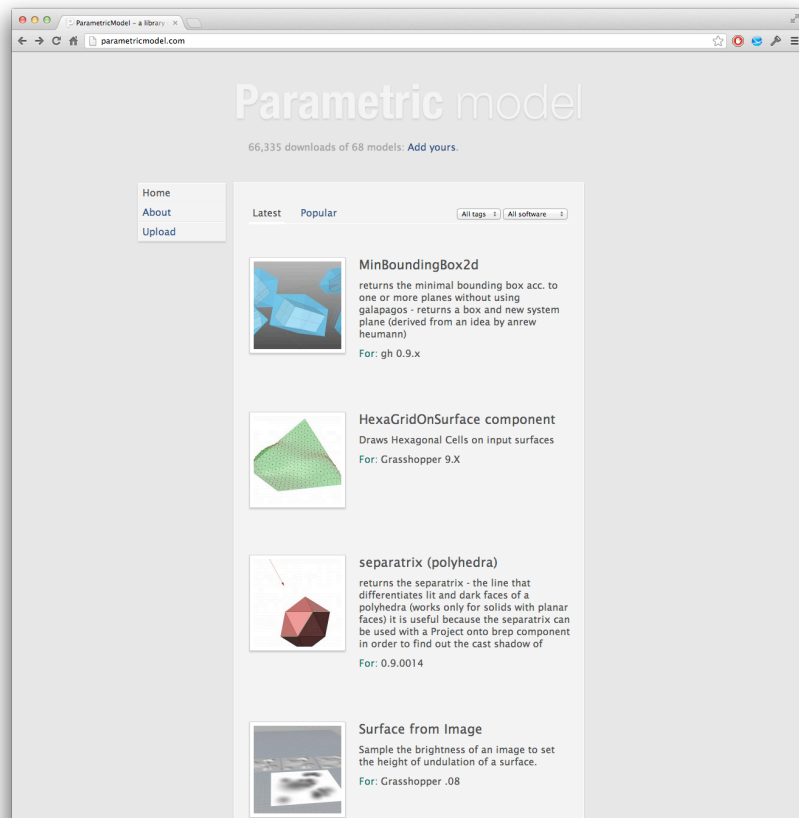 ParametricModel – a library
parametricmodel.com
Parametric model
66,335 downloads of 68 models: Add yours.
Home
About
Upload
Latest Popular All tags All software
MinBoundingBox2d
returns the minimal bounding box acc. to
one or more planes without using
galapagos - returns a box and new system
plane (derived from an idea by anrew
heumann)
For: gh 0.9.x
HexaGridOnSurface component
Draws Hexagonal Cells on input surfaces
For: Grasshopper 9.X
separatrix (polyhedra)
returns the separatrix - the line that
differentiates lit and dark faces of a
polyhedra (works only for solids with planar
faces) it is useful because the separatrix can
be used with a Project onto brep component
in order to find out the cast shadow of
For: 0.9.0014
Surface from Image
Sample the brightness of an image to set
the height of undulation of a surface.
For: Grasshopper .08